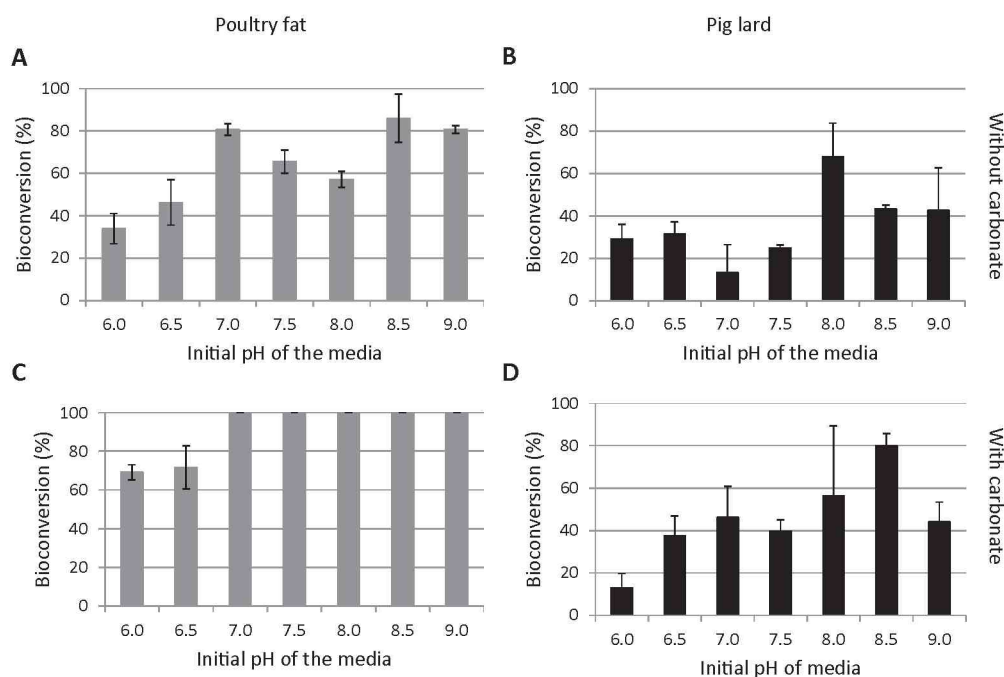 Poultry fat
Pig lard
A
Bioconversion (%)
100
80
60
40
20
0
6.0 6.5 7.0 7.5 8.0 8.5 9.0
Initial pH of the media
B
Bioconversion (%)
100
80
60
40
20
0
6.0 6.5 7.0 7.5 8.0 8.5 9.0
Initial pH of the media
Without carbonate
C
Bioconversion (%)
100
80
60
40
20
0
6.0 6.5 7.0 7.5 8.0 8.5 9.0
Initial pH of the media
D
Bioconversion (%)
100
80
60
40
20
0
6.0 6.5 7.0 7.5 8.0 8.5 9.0
Initial pH of media
With carbonate